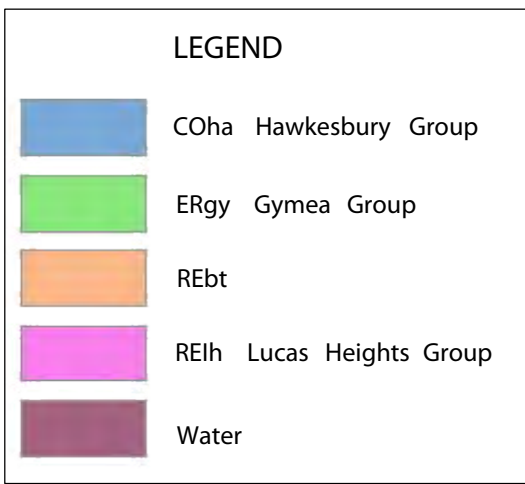 LEGEND
COha Hawkesbury Group
ERgy Gymea Group
REbt
RElh Lucas Heights Group
Water